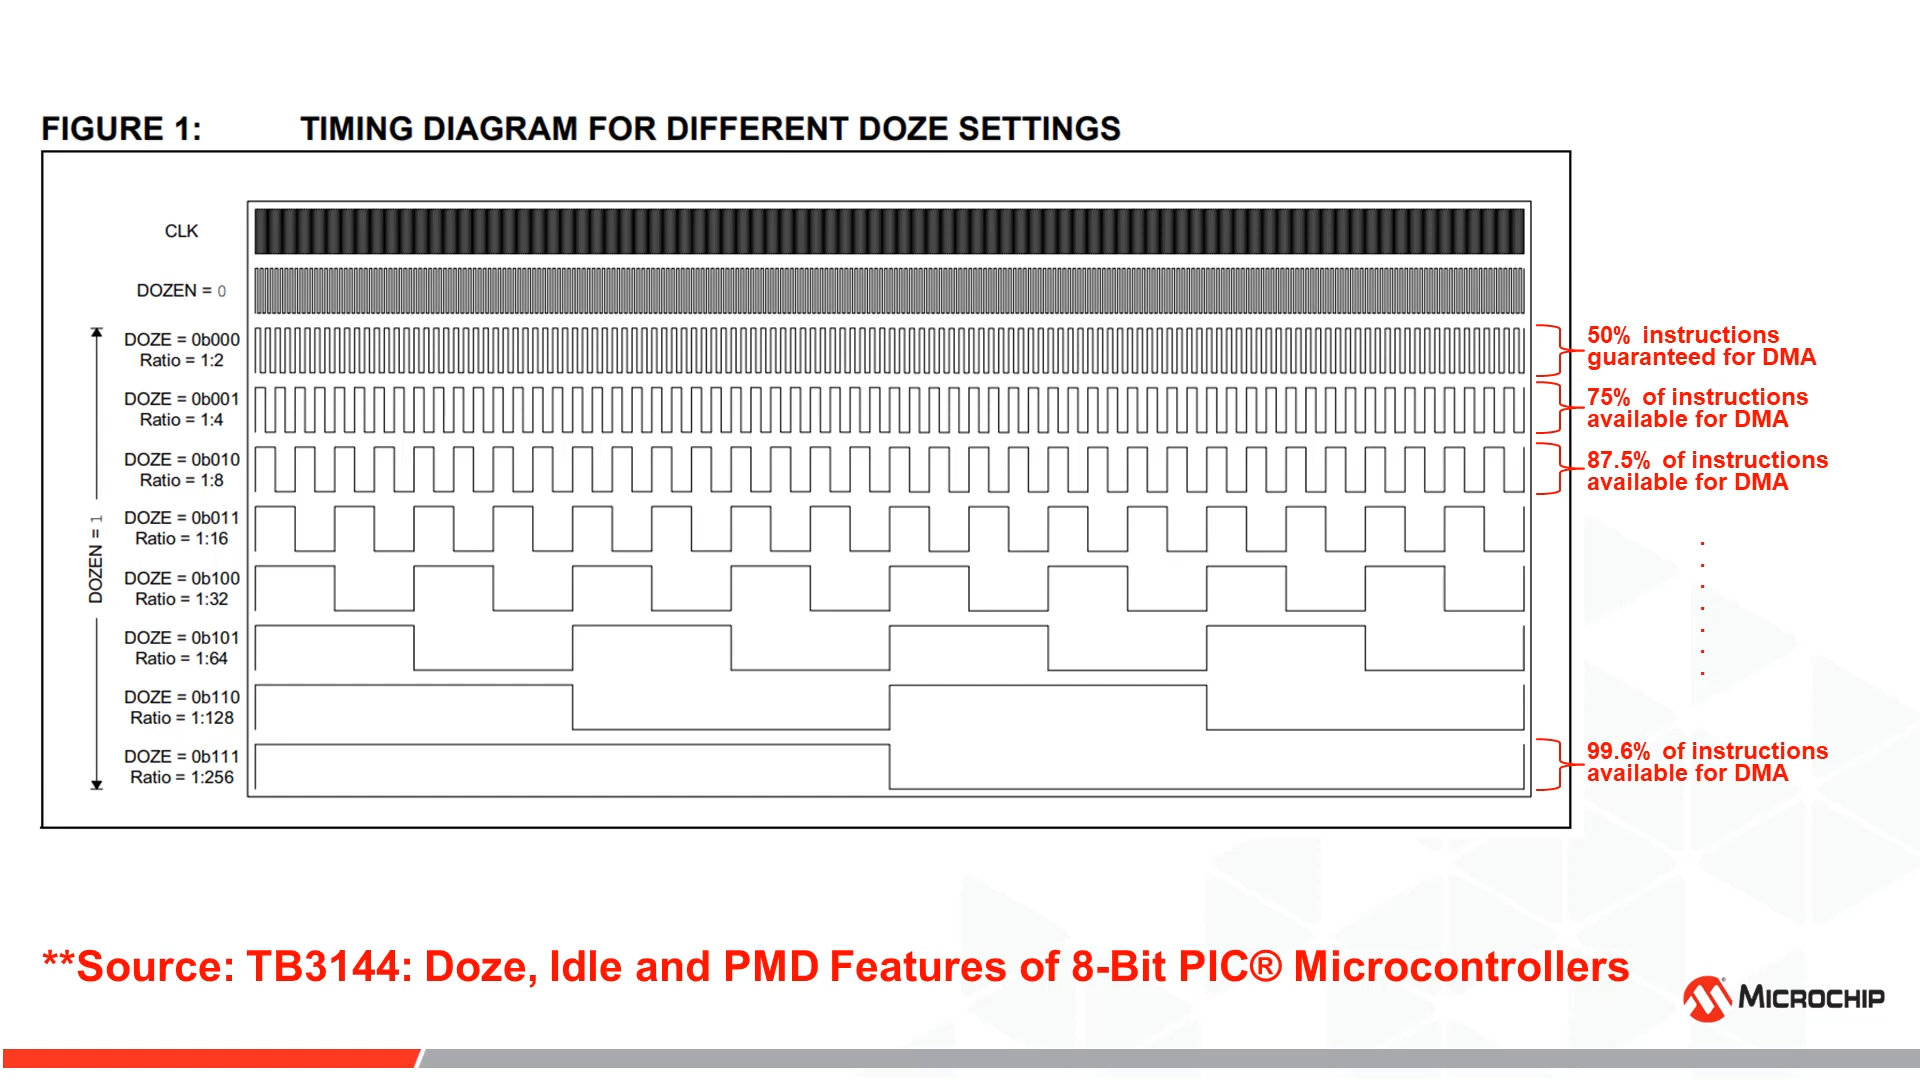 FIGURE 1: TIMING DIAGRAM FOR DIFFERENT DOZE SETTINGS
CLK
DOZEN = 0
DOZE = 0b000
Ratio = 1:2
DOZE = 0b001
Ratio = 1:4
DOZE = 0b010
Ratio = 1:8
DOZE = 0b011
Ratio = 1:16
DOZE = 0b100
Ratio = 1:32
DOZE = 0b101
Ratio = 1:64
DOZE = 0b110
Ratio = 1:128
DOZE = 0b111
Ratio = 1:256
DOZEN = 1
50% instructions
guaranteed for DMA
75% of instructions
available for DMA
87.5% of instructions
available for DMA
99.6% of instructions
available for DMA
**Source: TB3144: Doze, Idle and PMD Features of 8-Bit PIC® Microcontrollers
MICROCHIP